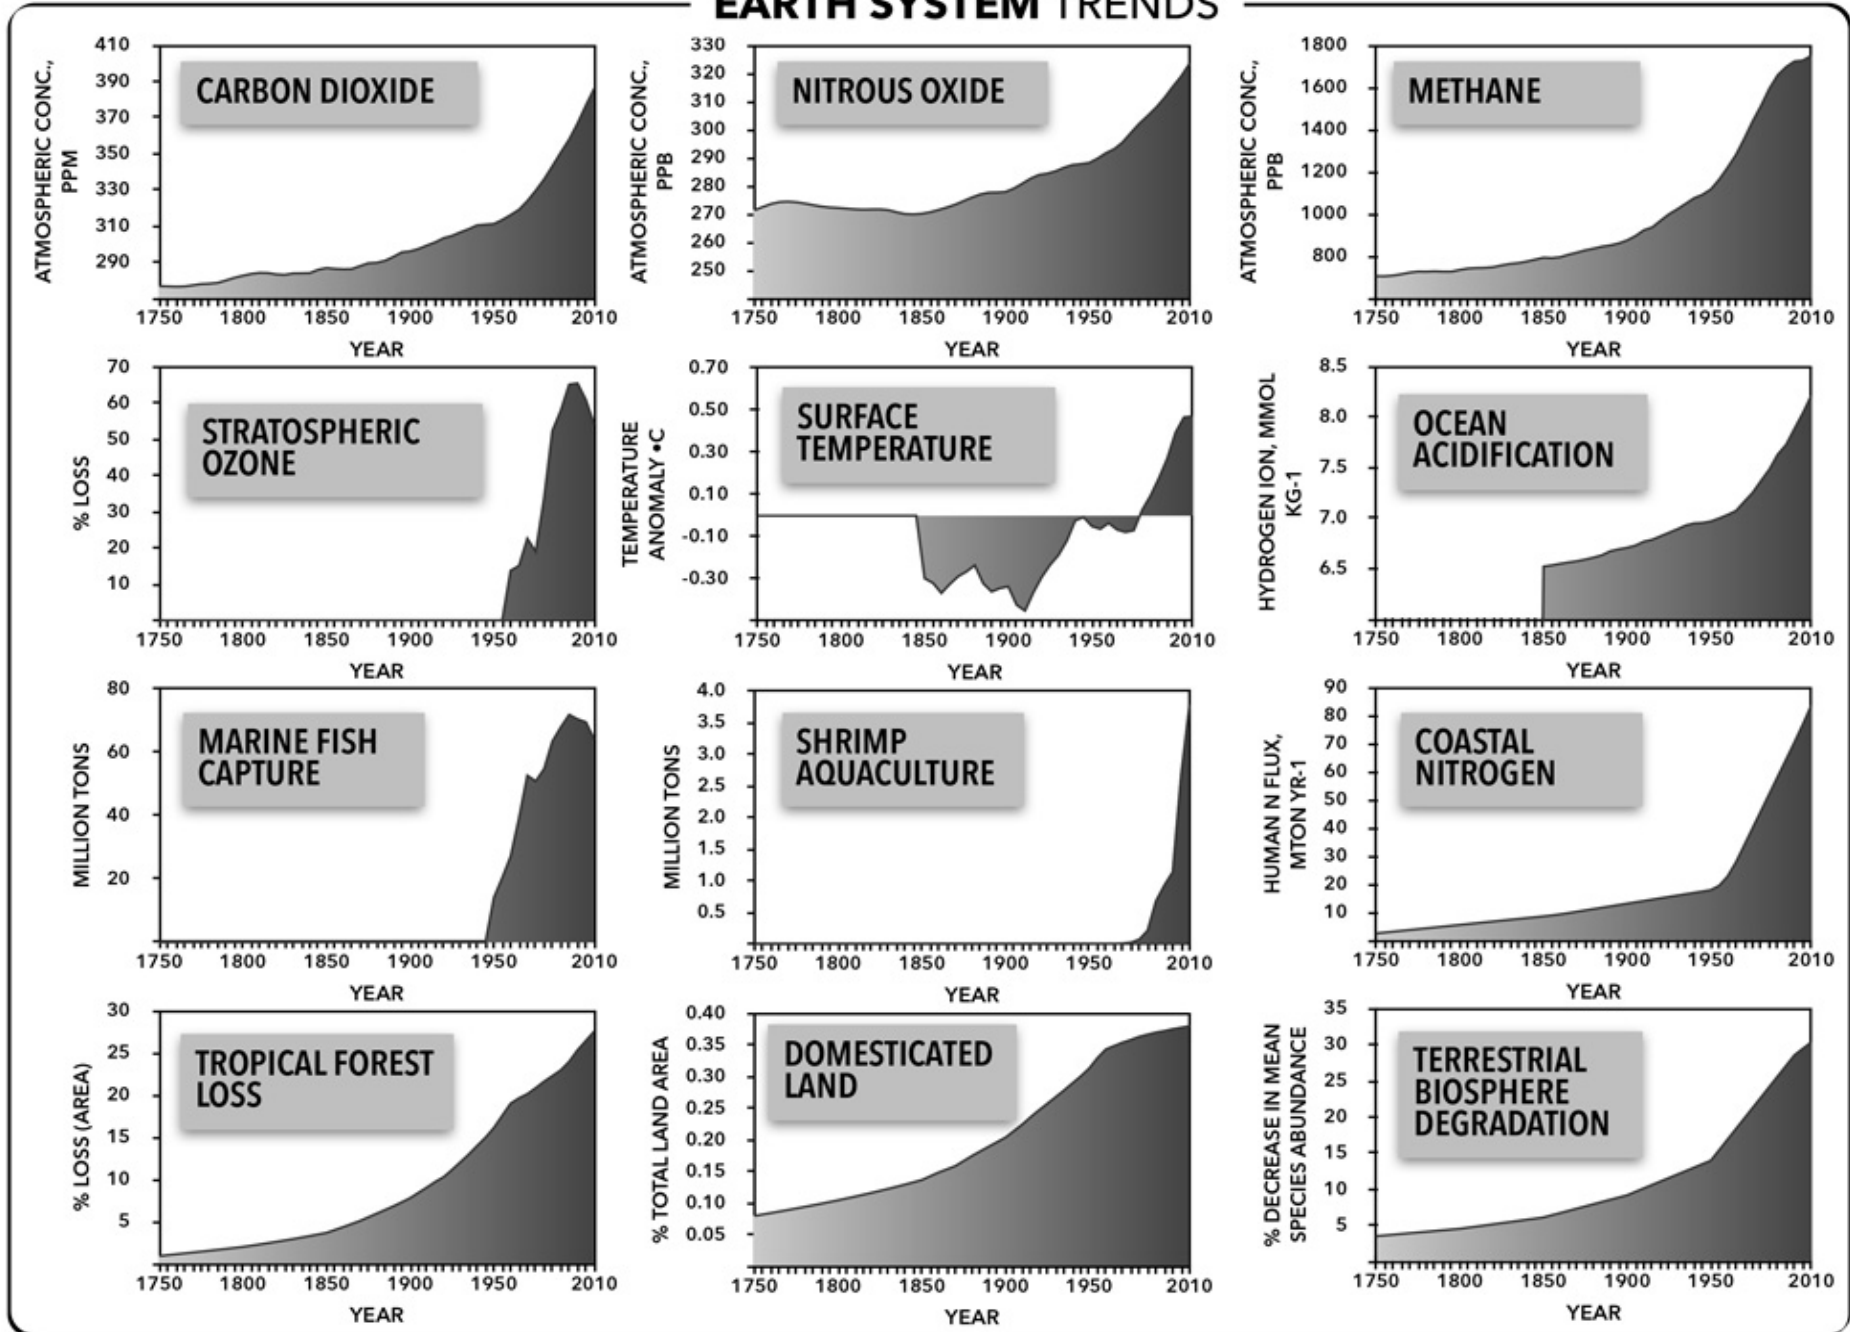 EARTH SYSTEM TRENDS
CARBON DIOXIDE
ATMOSPHERIC CONC.,
PPM
410
390
370
350
330
310
290
1750 1800 1850 1900 1950 2010
YEAR
NITROUS OXIDE
ATMOSPHERIC CONC.,
PPB
330
320
310
300
290
280
270
260
250
1750 1800 1850 1900 1950 2010
YEAR
METHANE
ATMOSPHERIC CONC.,
PPB
1800
1600
1400
1200
1000
800
1750 1800 1850 1900 1950 2010
YEAR
STRATOSPHERIC
OZONE
% LOSS
70
60
50
40
30
20
10
1750 1800 1850 1900 1950 2010
YEAR
SURFACE
TEMPERATURE
TEMPERATURE
ANOMALY •C
0.70
0.50
0.30
0.10
-0.10
-0.30
1750 1800 1850 1900 1950 2010
YEAR
OCEAN
ACIDIFICATION
HYDROGEN ION, MMOL
KG-1
8.5
8.0
7.5
7.0
6.5
1750 1800 1850 1900 1950 2010
YEAR
MARINE FISH
CAPTURE
MILLION TONS
80
60
40
20
1750 1800 1850 1900 1950 2010
YEAR
SHRIMP
AQUACULTURE
MILLION TONS
4.0
3.5
3.0
2.5
2.0
1.5
1.0
0.5
1750 1800 1850 1900 1950 2010
YEAR
COASTAL
NITROGEN
HUMAN N FLUX,
MTON YR-1
90
80
70
60
50
40
30
20
10
1750 1800 1850 1900 1950 2010
YEAR
TROPICAL FOREST
LOSS
% LOSS (AREA)
30
25
20
15
10
5
1750 1800 1850 1900 1950 2010
YEAR
DOMESTICATED
LAND
% TOTAL LAND AREA
0.40
0.35
0.30
0.25
0.20
0.15
0.10
0.05
1750 1800 1850 1900 1950 2010
YEAR
TERRESTRIAL
BIOSPHERE
DEGRADATION
% DECREASE IN MEAN
SPECIES ABUNDANCE
35
30
25
20
15
10
5
1750 1800 1850 1900 1950 2010
YEAR